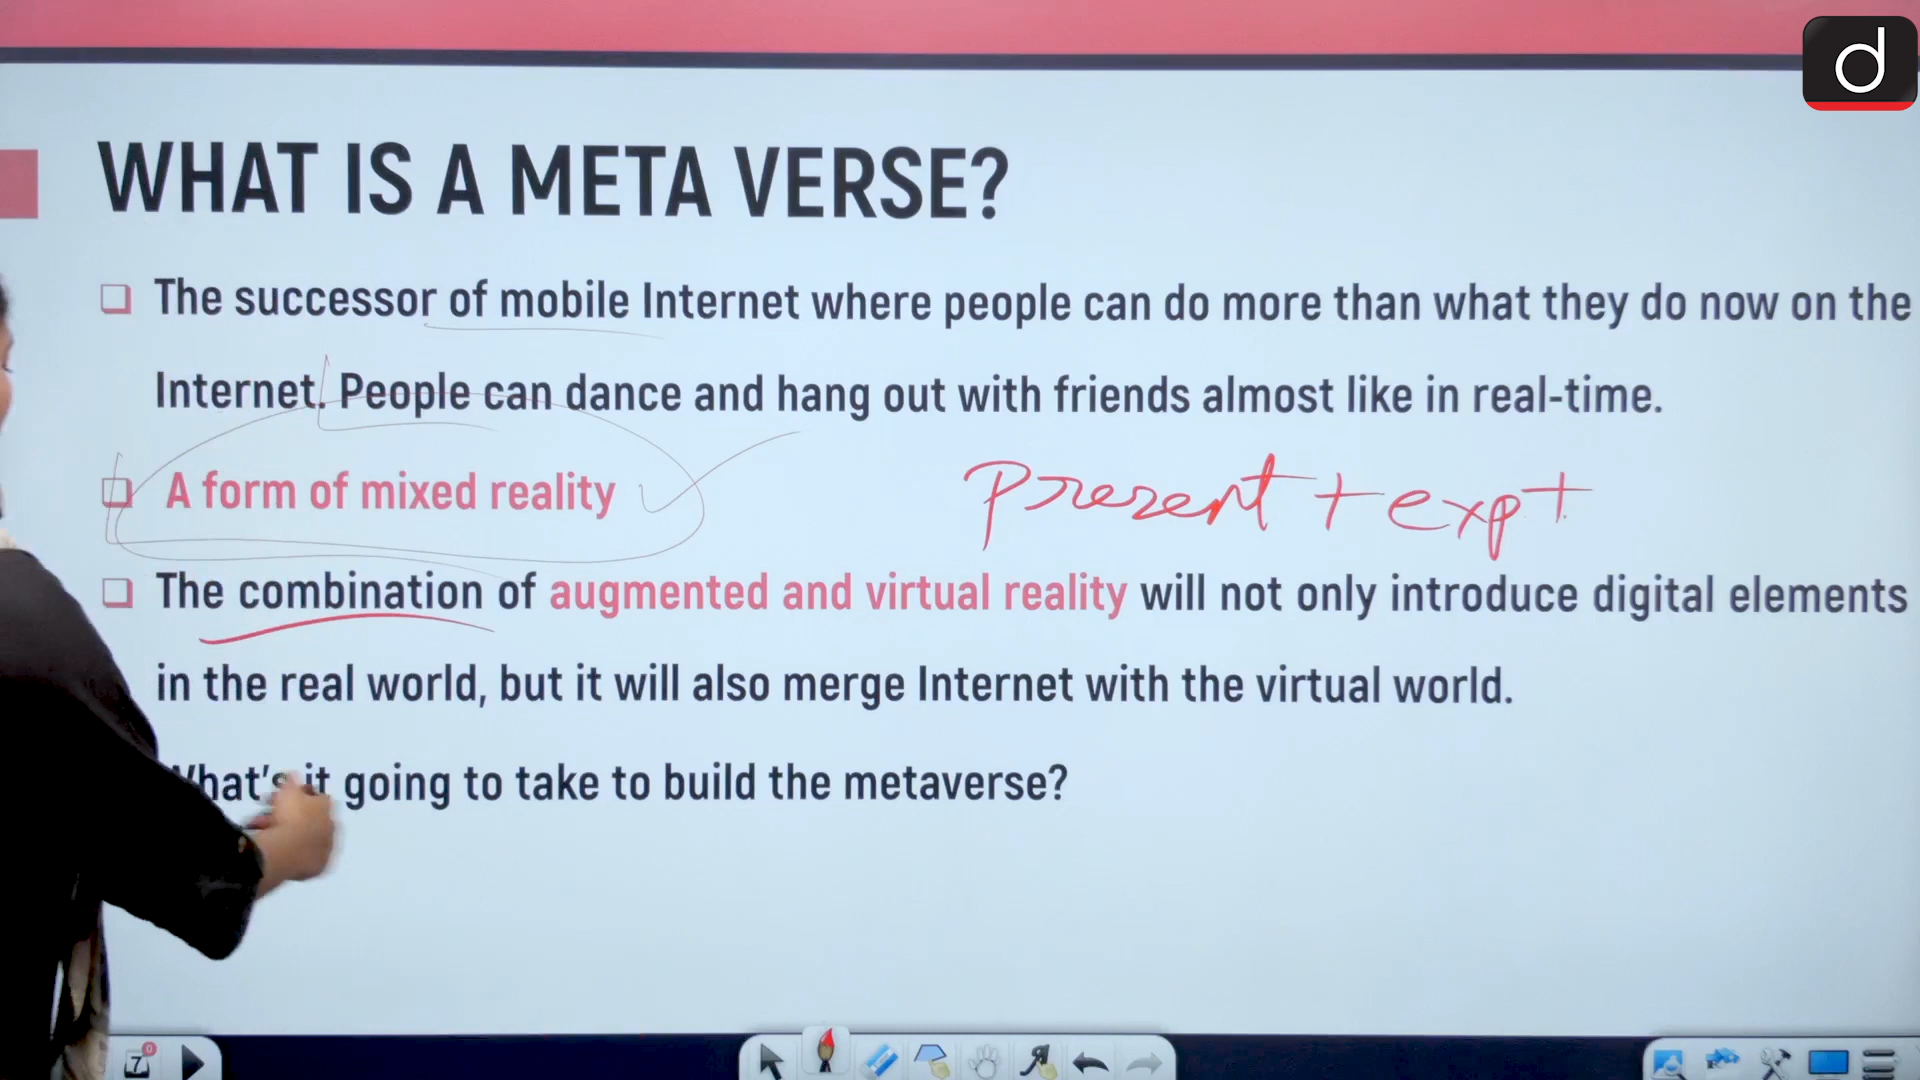 d
WHAT IS A META VERSE?
The successor of mobile Internet where people can do more than what they do now on the
Internet. People can dance and hang out with friends almost like in real-time.
A form of mixed reality
Present + expt
The combination of augmented and virtual reality will not only introduce digital elements
in the real world, but it will also merge Internet with the virtual world.
What's it going to take to build the metaverse?
7
0